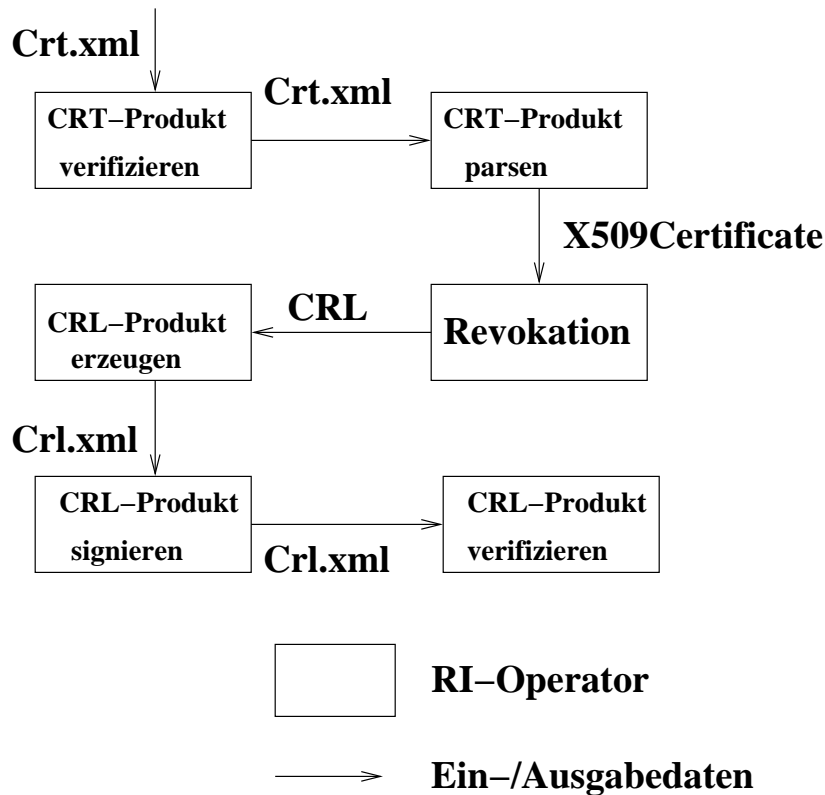 Crt.xml
CRT–Produkt
verifizieren
Crt.xml
CRT–Produkt
parsen
X509Certificate
Revokation
CRL
CRL–Produkt
erzeugen
Crl.xml
CRL–Produkt
signieren
Crl.xml
CRL–Produkt
verifizieren
RI–Operator
Ein–/Ausgabedaten